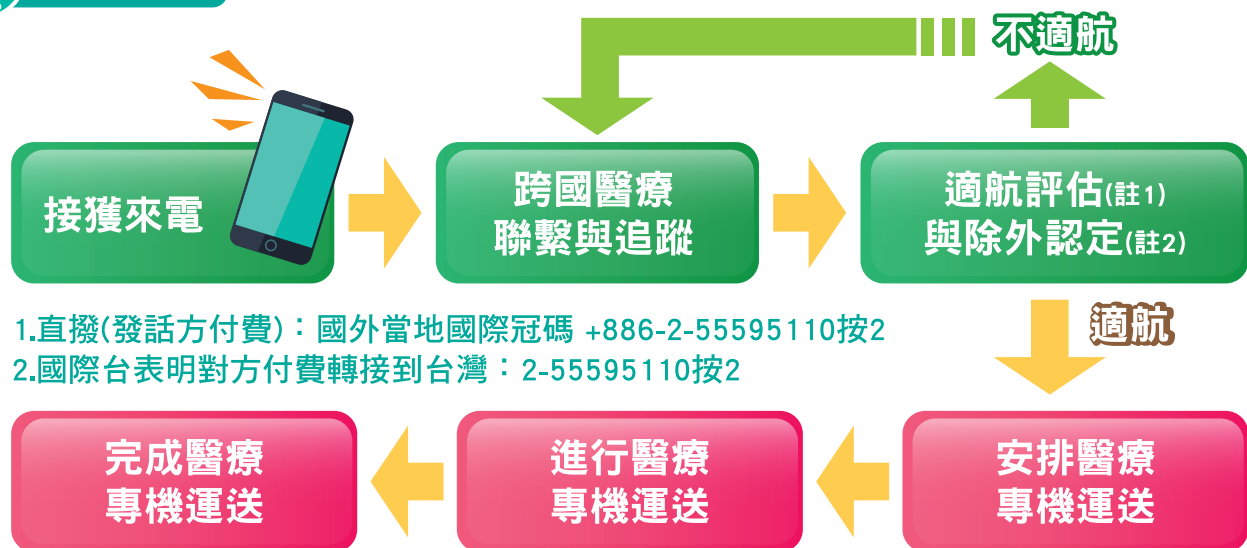 不適航
接獲來電
跨國醫療
聯繫與追蹤
適航評估(註1)
與除外認定(註2)
適航
1.直撥(發話方付費)：國外當地國際冠碼 +886-2-55595110按2
2.國際台表明對方付費轉接到台灣：2-55595110按2
安排醫療
專機運送
進行醫療
專機運送
完成醫療
專機運送